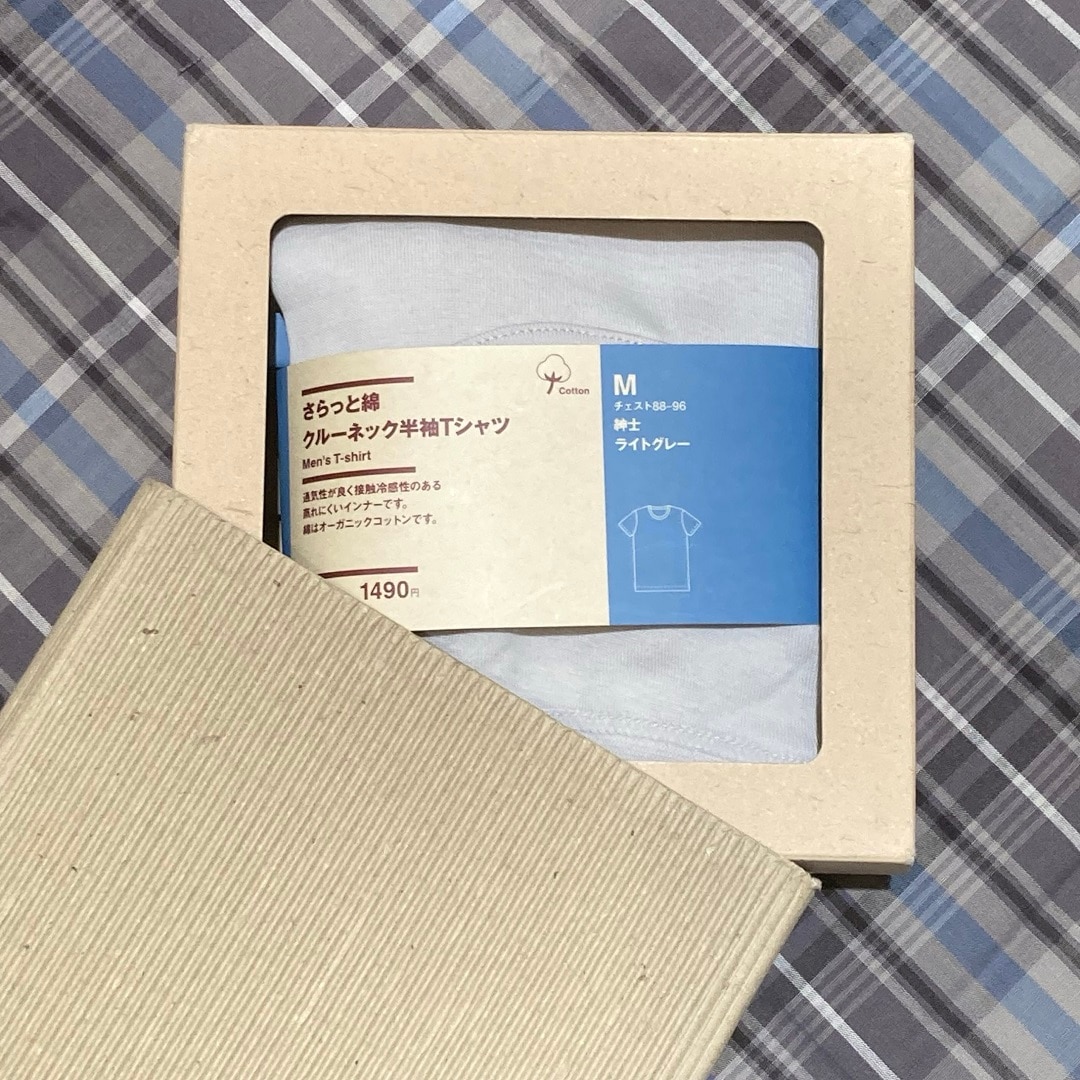 さらっと綿
クルーネック半袖Tシャツ
Men's T-shirt
通気性が良く接触冷感性のある
蒸れにくいインナーです。
綿はオーガニックコットンです。
1490円
Cotton
M
チェスト88–96
紳士
ライトグレー